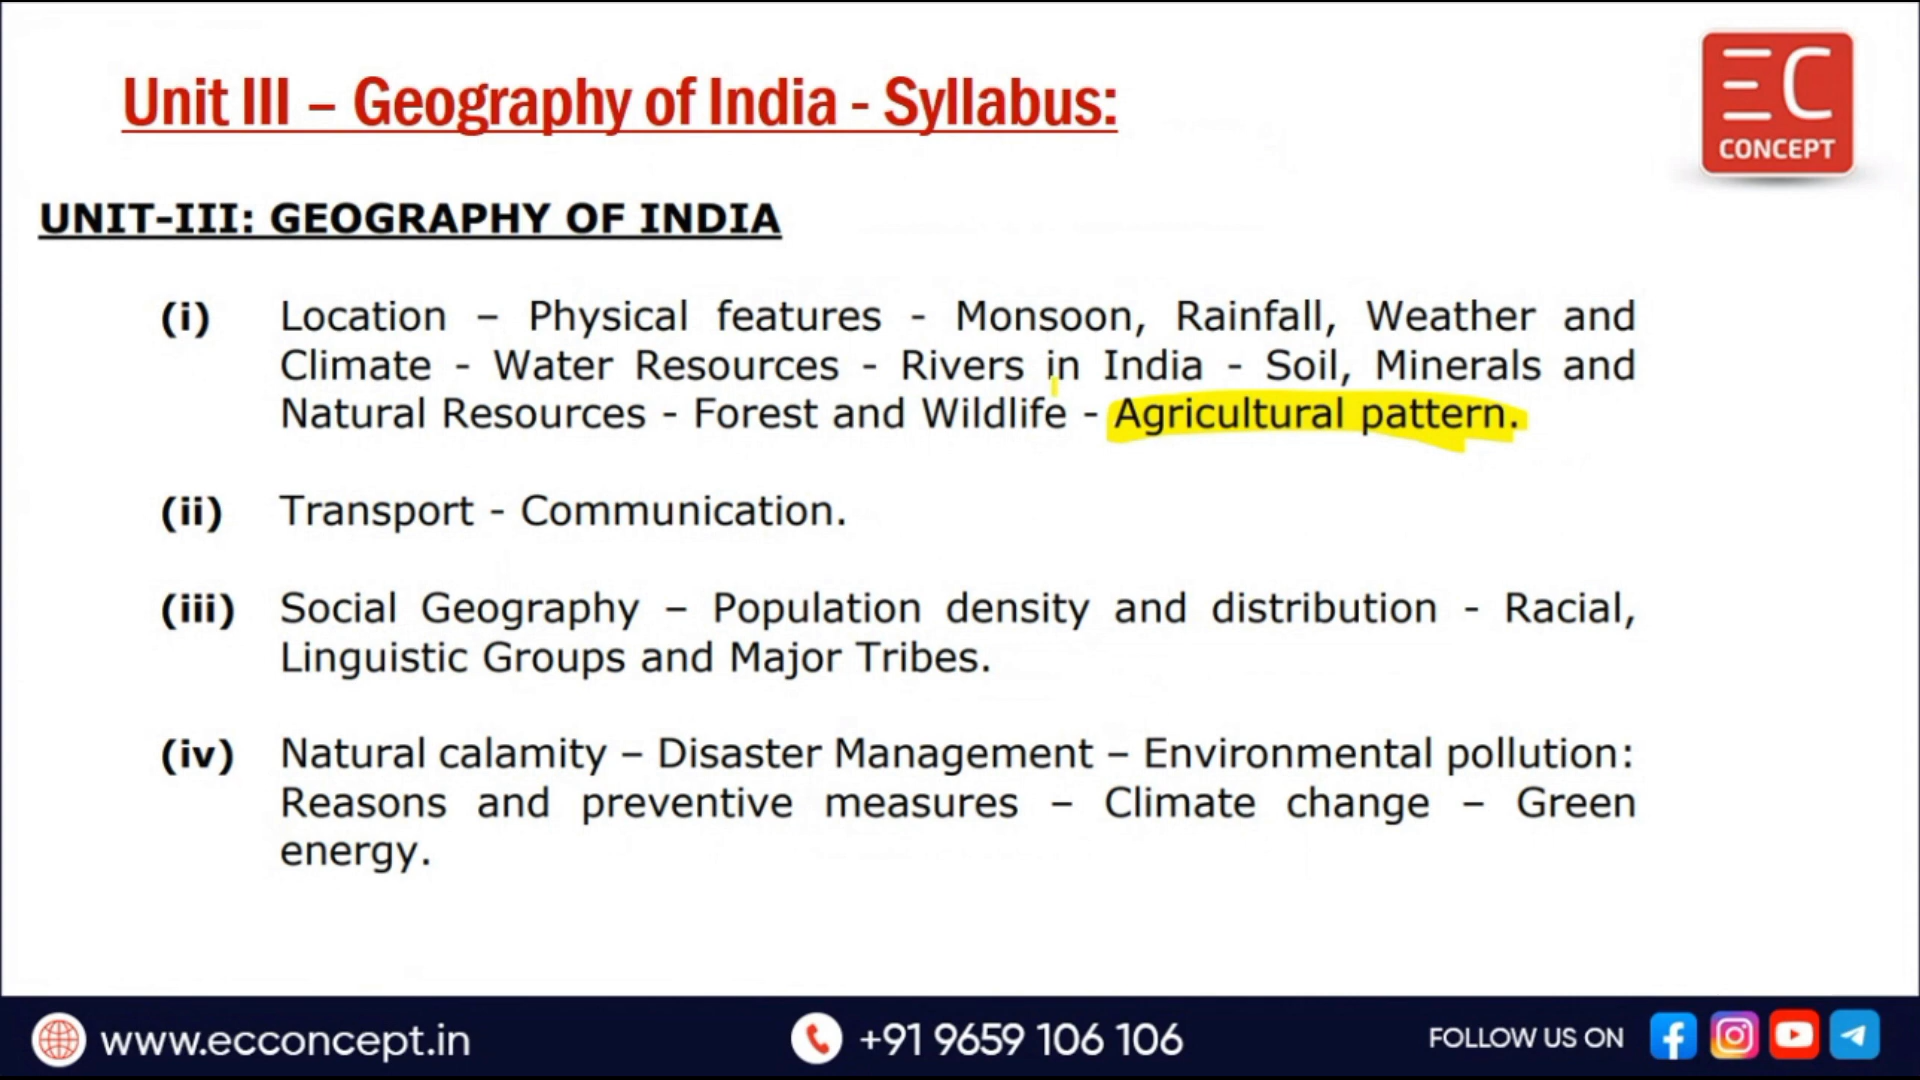 Unit III – Geography of India - Syllabus:
EC
CONCEPT
UNIT-III: GEOGRAPHY OF INDIA
(i) Location – Physical features - Monsoon, Rainfall, Weather and
Climate - Water Resources - Rivers in India - Soil, Minerals and
Natural Resources - Forest and Wildlife - Agricultural pattern.
(ii) Transport - Communication.
(iii) Social Geography – Population density and distribution - Racial,
Linguistic Groups and Major Tribes.
(iv) Natural calamity – Disaster Management – Environmental pollution:
Reasons and preventive measures – Climate change – Green
energy.
www.ecconcept.in
+91 9659 106 106
FOLLOW US ON